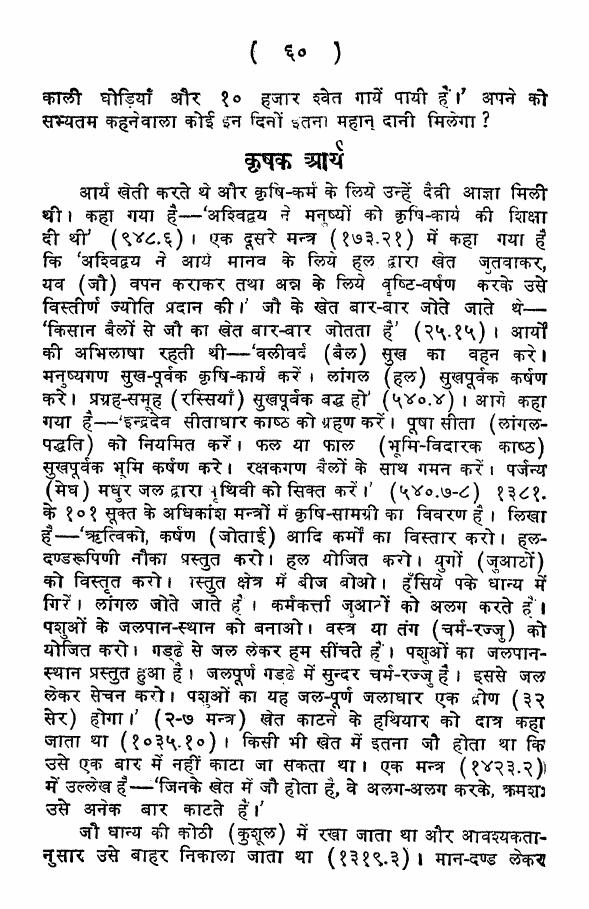 ( ६० )
काली घोड़ियाँ और १० हजार श्वेत गायें पायी हैं।’ अपने को
सभ्यतम कहनेवाला कोई इन दिनों इतना महान् दानी मिलेगा ?
कृषक आर्य
आर्य खेती करते थे और कृषि-कर्म के लिये उन्हें दैवी आज्ञा मिली
थी। कहा गया है—‘अश्विद्वय ने मनुष्यों को कृषि-कार्य की शिक्षा
दी थी’ (९४८.६)। एक दूसरे मन्त्र (१७३.२१) में कहा गया है
कि ‘अश्विद्वय ने आर्य मानव के लिये हल द्वारा खेत जुतवाकर,
यव (जौ) वपन कराकर तथा अन्न के लिये वृष्टि-वर्षण करके उसे
विस्तीर्ण ज्योति प्रदान की।’ जौ के खेत बार-बार जोते जाते थे—
‘किसान बैलों से जौ का खेत बार-बार जोतता है’ (२५.१५)। आर्यों
की अभिलाषा रहती थी—‘वलीवर्द (बैल) सुख का वहन करे।
मनुष्यगण सुख-पूर्वक कृषि-कार्य करें। लांगल (हल) सुखपूर्वक कर्षण
करे। प्रग्रह-समूह (रस्सियाँ) सुखपूर्वक बद्ध हो’ (५४०.४)। आगे कहा
गया है—‘इन्द्रदेव सीताधार काष्ठ को ग्रहण करें। पूषा सीता (लांगल-
पद्धति) को नियमित करें। फल या फाल (भूमि-विदारक काष्ठ)
सुखपूर्वक भूमि कर्षण करे। रक्षकगण बैलों के साथ गमन करें। पर्जन्य
(मेघ) मधुर जल द्वारा पृथिवी को सिक्त करें।’ (५४०.७-८) १३८१.
के १०१ सूक्त के अधिकांश मन्त्रों में कृषि-सामग्री का विवरण है। लिखा
है—‘ऋत्विको, कर्षण (जोताई) आदि कर्मों का विस्तार करो। हल-
दण्डरूपिणी नौका प्रस्तुत करो। हल योजित करो। युगों (जुआठों)
को विस्तृत करो। प्रस्तुत क्षेत्र में बीज बोओ। हँसिये पके धान्य में
गिरें। लांगल जोते जाते हैं। कर्मकर्त्ता जुआठों को अलग करते हैं।
पशुओं के जलपान-स्थान को बनाओ। वस्त्र या तंग (चर्म-रज्जु) को
योजित करो। गड्ढे से जल लेकर हम सींचते हैं। पशुओं का जलपान-
स्थान प्रस्तुत हुआ है। जलपूर्ण गड्ढे में सुन्दर चर्म-रज्जु है। इससे जल
लेकर सेचन करो। पशुओं का यह जल-पूर्ण जलाधार एक द्रोण (३२
सेर) होगा।’ (२-७ मन्त्र) खेत काटने के हथियार को दात्र कहा
जाता था (१०३५.१०)। किसी भी खेत में इतना जौ होता था कि
उसे एक बार में नहीं काटा जा सकता था। एक मन्त्र (१४२३.२)
में उल्लेख है—‘जिनके खेत में जौ होता है, वे अलग-अलग करके, क्रमशः
उसे अनेक बार काटते हैं।’
जौ धान्य की कोठी (कुशूल) में रखा जाता था और आवश्यकता-
नुसार उसे बाहर निकाला जाता था (१३१९.३)। मान-दण्ड लेकर